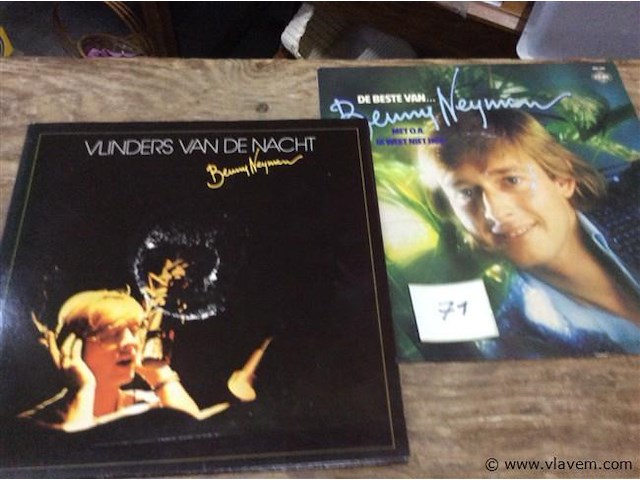 VLINDERS VAN DE NACHT
Benny Neyman
DE BESTE VAN...
Benny Neyman
MET O.A.
71
© www.vlavem.com